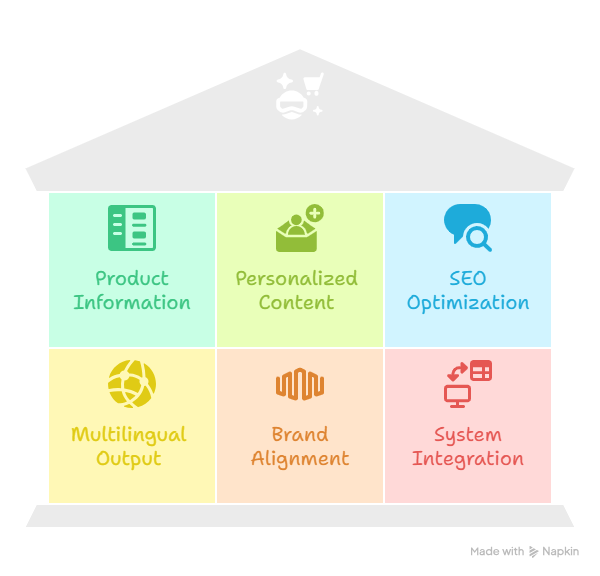 Product
Information
Personalized
Content
SEO
Optimization
Multilingual
Output
Brand
Alignment
System
Integration
Made with Napkin